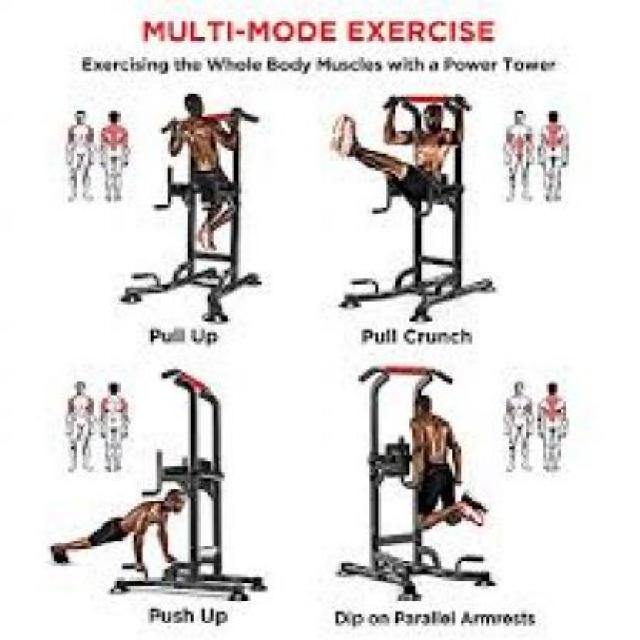 MULTI-MODE EXERCISE
Exercising the Whole Body Muscles with a Power Tower
Pull Up
Pull Crunch
Push Up
Dip on Parallel Armrests